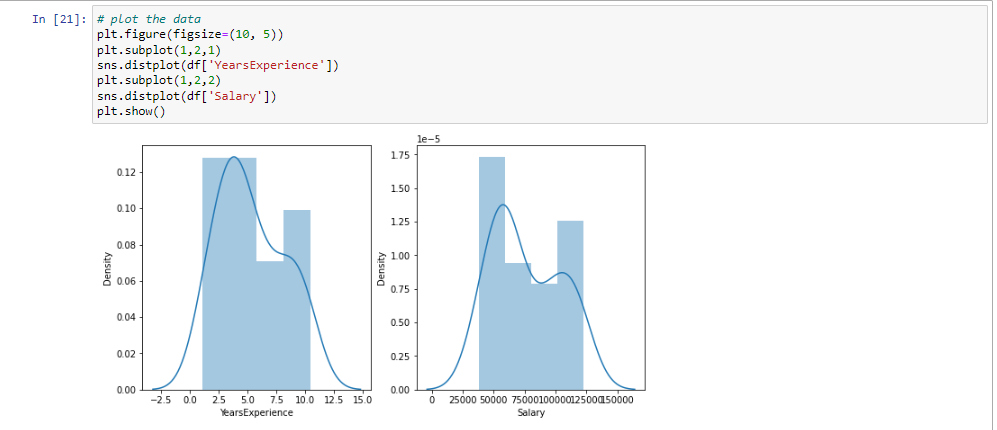 In [21]: # plot the data
plt.figure(figsize=(10, 5))
plt.subplot(1,2,1)
sns.distplot(df['YearsExperience'])
plt.subplot(1,2,2)
sns.distplot(df['Salary'])
plt.show()
1e−5
0.12
0.10
0.08
0.06
0.04
0.02
0.00
Density
−2.5 0.0 2.5 5.0 7.5 10.0 12.5 15.0
YearsExperience
1.75
1.50
1.25
1.00
0.75
0.50
0.25
0.00
Density
0 25000 50000 75000 100000 125000 150000
Salary